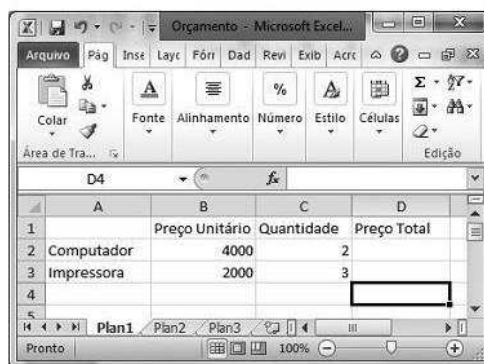 Orçamento - Microsoft Excel...
Arquivo Pág Inse Layc Fórr Dad Revi Exib Acrc
Colar Fonte Alinhamento Número Estilo Células
Área de Tra... Edição
D4 fx
A B C D
1 Preço Unitário Quantidade Preço Total
2 Computador 4000 2
3 Impressora 2000 3
4
5
Plan1 Plan2 Plan3
Pronto 100%